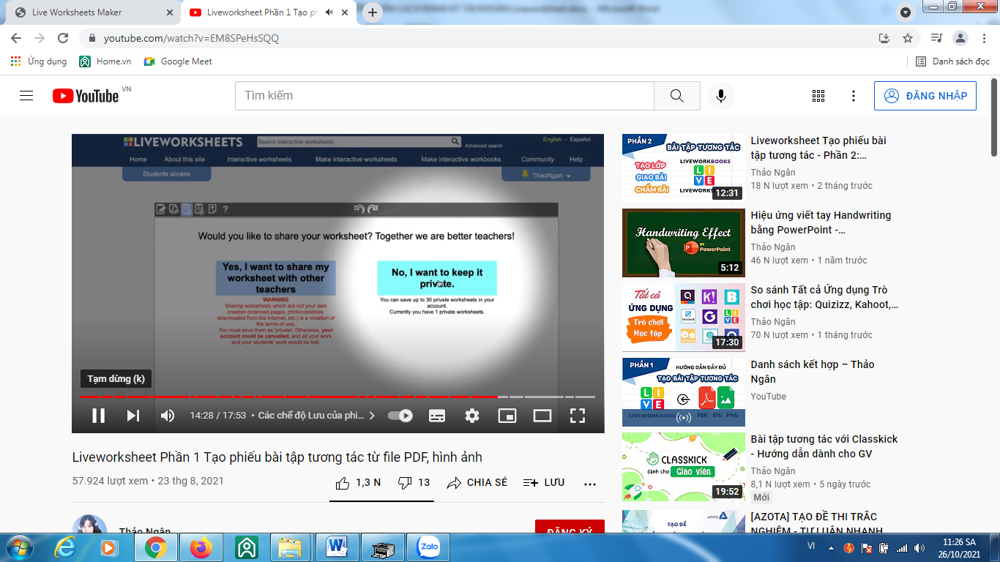 Live Worksheets Maker
Liveworksheet Phần 1 Tạo ph
youtube.com/watch?v=EM8SPeHsSQQ
Ứng dụng
Home.vn
Google Meet
Danh sách đọc
YouTube VN
Tìm kiếm
ĐĂNG NHẬP
LIVEWORKSHEETS
Search interactive worksheets
Advanced search
English - Español
Home
About this site
Interactive worksheets
Make interactive worksheets
Make interactive workbooks
Community
Help
Students access
ThaoNgan
Would you like to share your worksheet? Together we are better teachers!
Yes, I want to share my
worksheet with other
teachers
WARNING
Sharing worksheets which are not your own
creation (scanned pages, photocopiables,
downloaded from the internet, etc.) is a violation of
the terms of use.
You must save them as 'private'. Otherwise, your
account could be cancelled, and all your work
and your students' work would be lost.
No, I want to keep it
private.
You can save up to 30 private worksheets in your
account.
Currently you have 1 private worksheets.
Tạm dừng (k)
14:28 / 17:53 • Các chế độ Lưu của phi...
Liveworksheet Phần 1 Tạo phiếu bài tập tương tác từ file PDF, hình ảnh
57.924 lượt xem • 23 thg 8, 2021
1,3 N
13
CHIA SẺ
LƯU
Thảo Ngân
ĐĂNG KÝ
PHẦN 2
BÀI TẬP TƯƠNG TÁC
TẠO LỚP
GIAO BÀI
CHẤM BÀI
LIVEWORKBOOKS
LIVE
LIVEWORKS
12:31
Liveworksheet Tạo phiếu bài
tập tương tác - Phần 2:...
Thảo Ngân
18 N lượt xem • 2 tháng trước
Handwriting Effect
BY
PowerPoint
5:12
Hiệu ứng viết tay Handwriting
bằng PowerPoint -...
Thảo Ngân
46 N lượt xem • 1 năm trước
Tất cả
ỨNG DỤNG
Trò chơi
Học tập
17:30
So sánh Tất cả Ứng dụng Trò
chơi học tập: Quizizz, Kahoot,...
Thảo Ngân
70 N lượt xem • 1 tháng trước
PHẦN 1
HƯỚNG DẪN ĐẦY ĐỦ
TẠO BÀI TẬP TƯƠNG TÁC
LIVE
LIVEWORKBOOK
PDF JPG PNG
Danh sách kết hợp – Thảo
Ngân
YouTube
CLASSKICK
dành cho Giáo viên
19:52
Bài tập tương tác với Classkick
- Hướng dẫn dành cho GV
Thảo Ngân
8,1 N lượt xem • 5 ngày trước
Mới
TẠO ĐỀ
AZOTA
[AZOTA] TẠO ĐỀ THI TRẮC
NGHIỆM - TỰ LUẬN NHANH
Zalo
VI
11:26 SA
26/10/2021